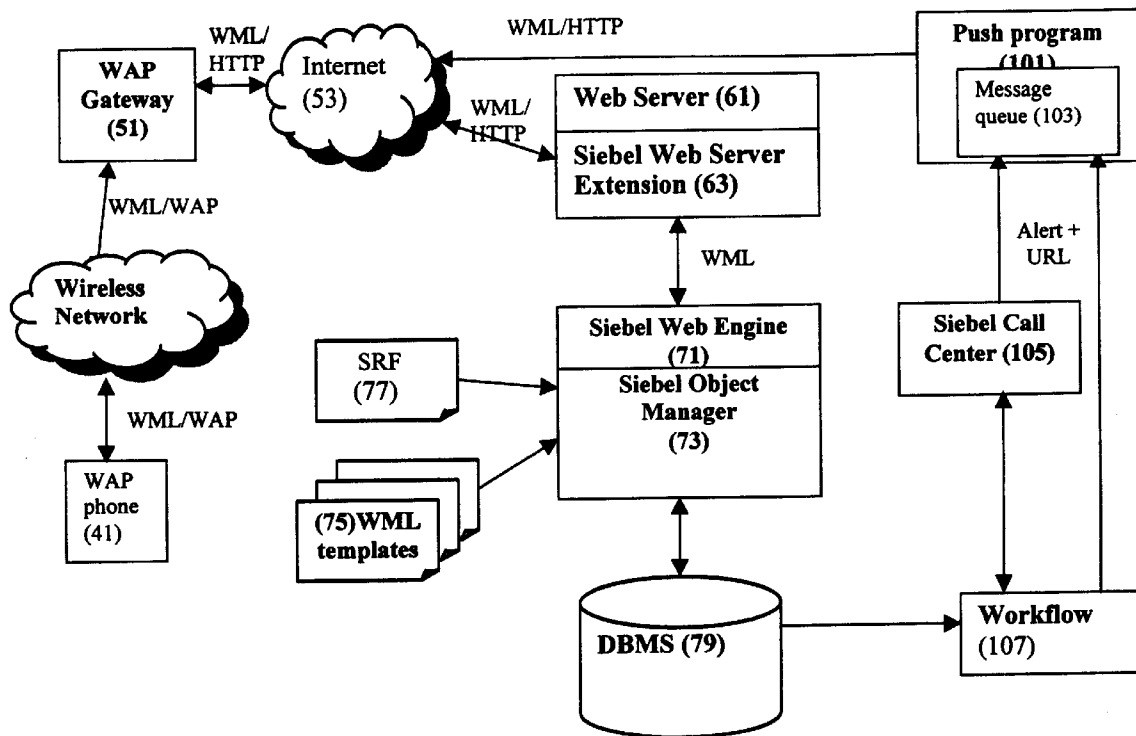 WML/
HTTP
WAP
Gateway
(51)
Internet
(53)
WML/HTTP
Push program
(101)
Message
queue (103)
WML/
HTTP
Web Server (61)
Siebel Web Server
Extension (63)
WML/WAP
Wireless
Network
WML
Alert +
URL
Siebel Web Engine
(71)
Siebel Object
Manager
(73)
SRF
(77)
Siebel Call
Center (105)
WML/WAP
WAP
phone
(41)
(75)WML
templates
DBMS (79)
Workflow
(107)